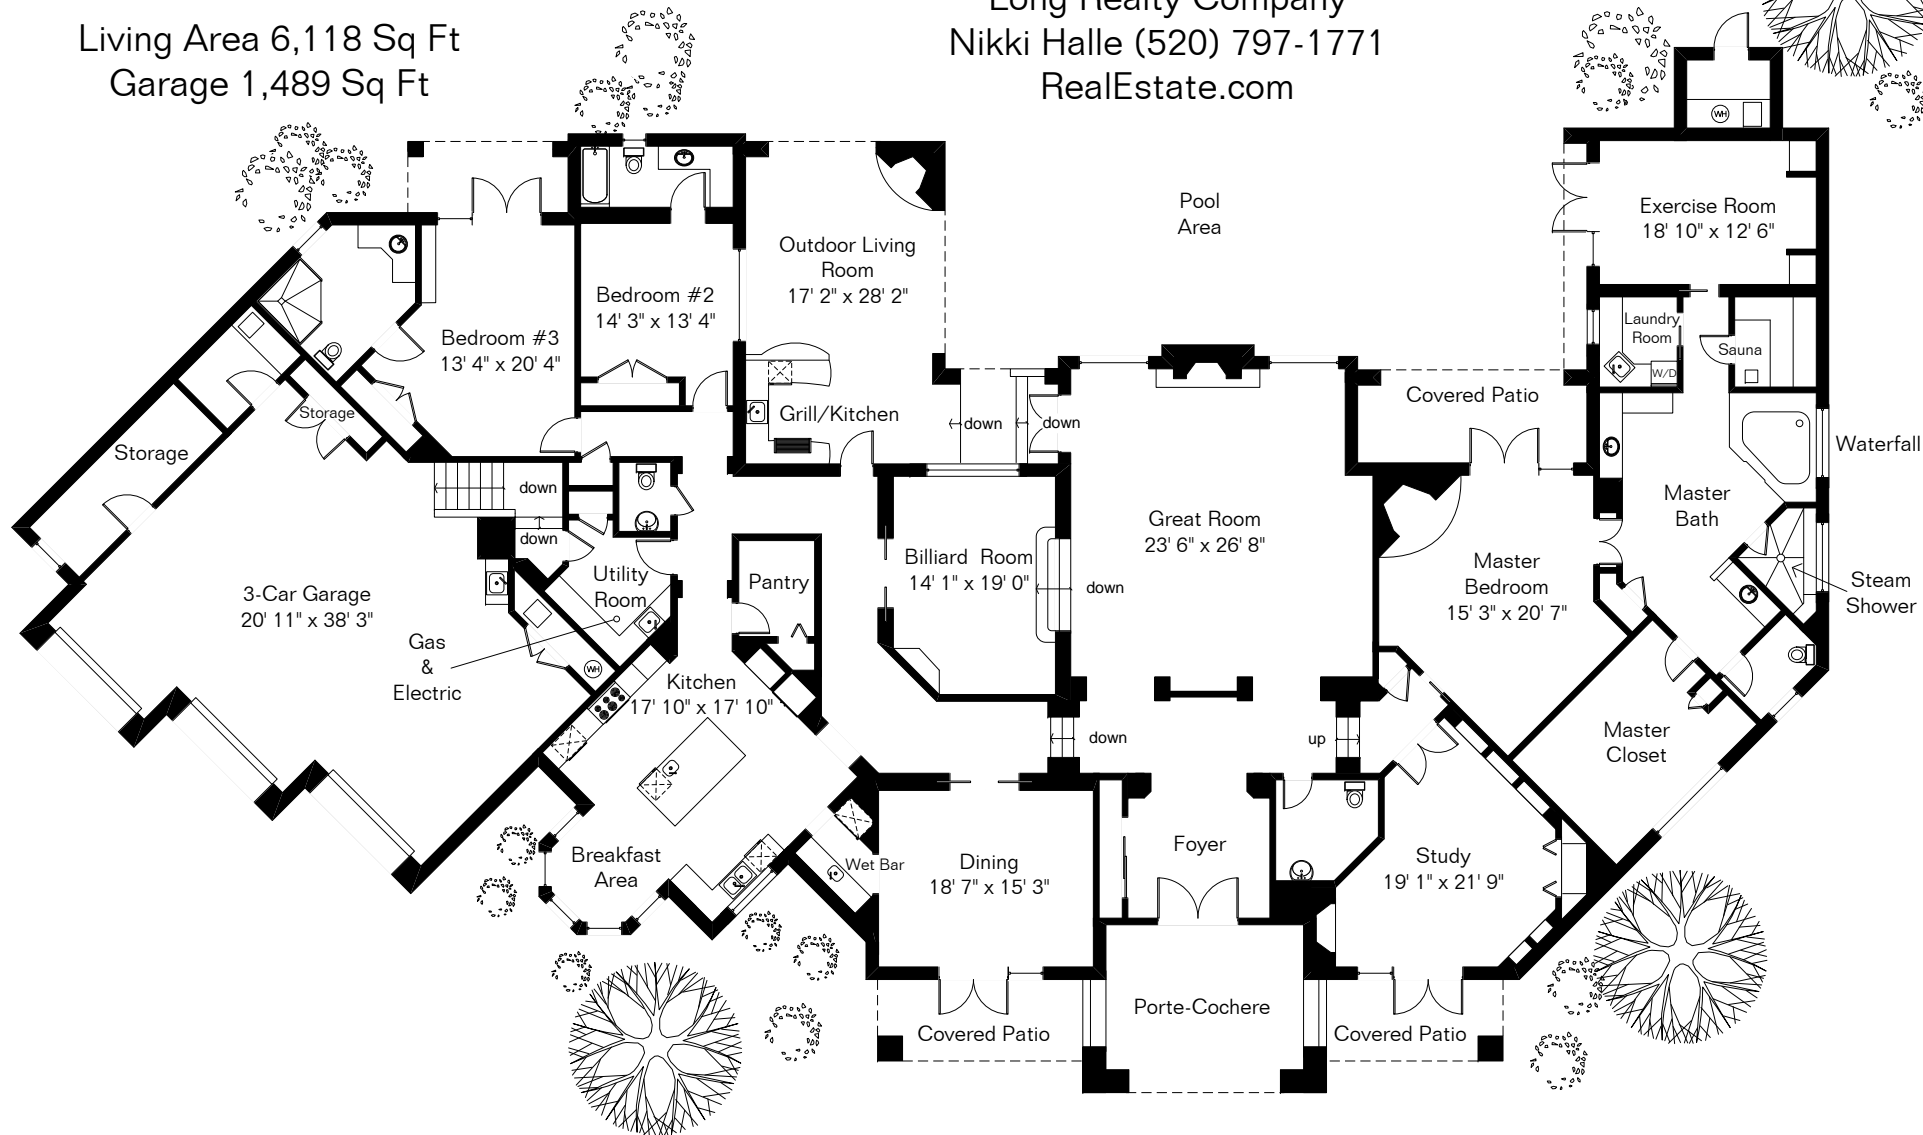 Living Area 6,118 Sq Ft
Garage 1,489 Sq Ft
Long Realty Company
Nikki Halle (520) 797-1771
RealEstate.com
WH
Pool
Area
Exercise Room
18' 10" x 12' 6"
Outdoor Living
Room
17' 2" x 28' 2"
Bedroom #2
14' 3" x 13' 4"
Bedroom #3
13' 4" x 20' 4"
Laundry
Room
W/D
Sauna
Grill/Kitchen
down
down
Covered Patio
Storage
Storage
Waterfall
down
down
Master
Bath
Great Room
23' 6" x 26' 8"
Billiard Room
14' 1" x 19' 0"
down
Master
Bedroom
15' 3" x 20' 7"
Steam
Shower
Pantry
Utility
Room
3-Car Garage
20' 11" x 38' 3"
Gas
&
Electric
WH
Kitchen
17' 10" x 17' 10"
down
up
Master
Closet
Breakfast
Area
Wet Bar
Dining
18' 7" x 15' 3"
Foyer
Study
19' 1" x 21' 9"
Porte-Cochere
Covered Patio
Covered Patio